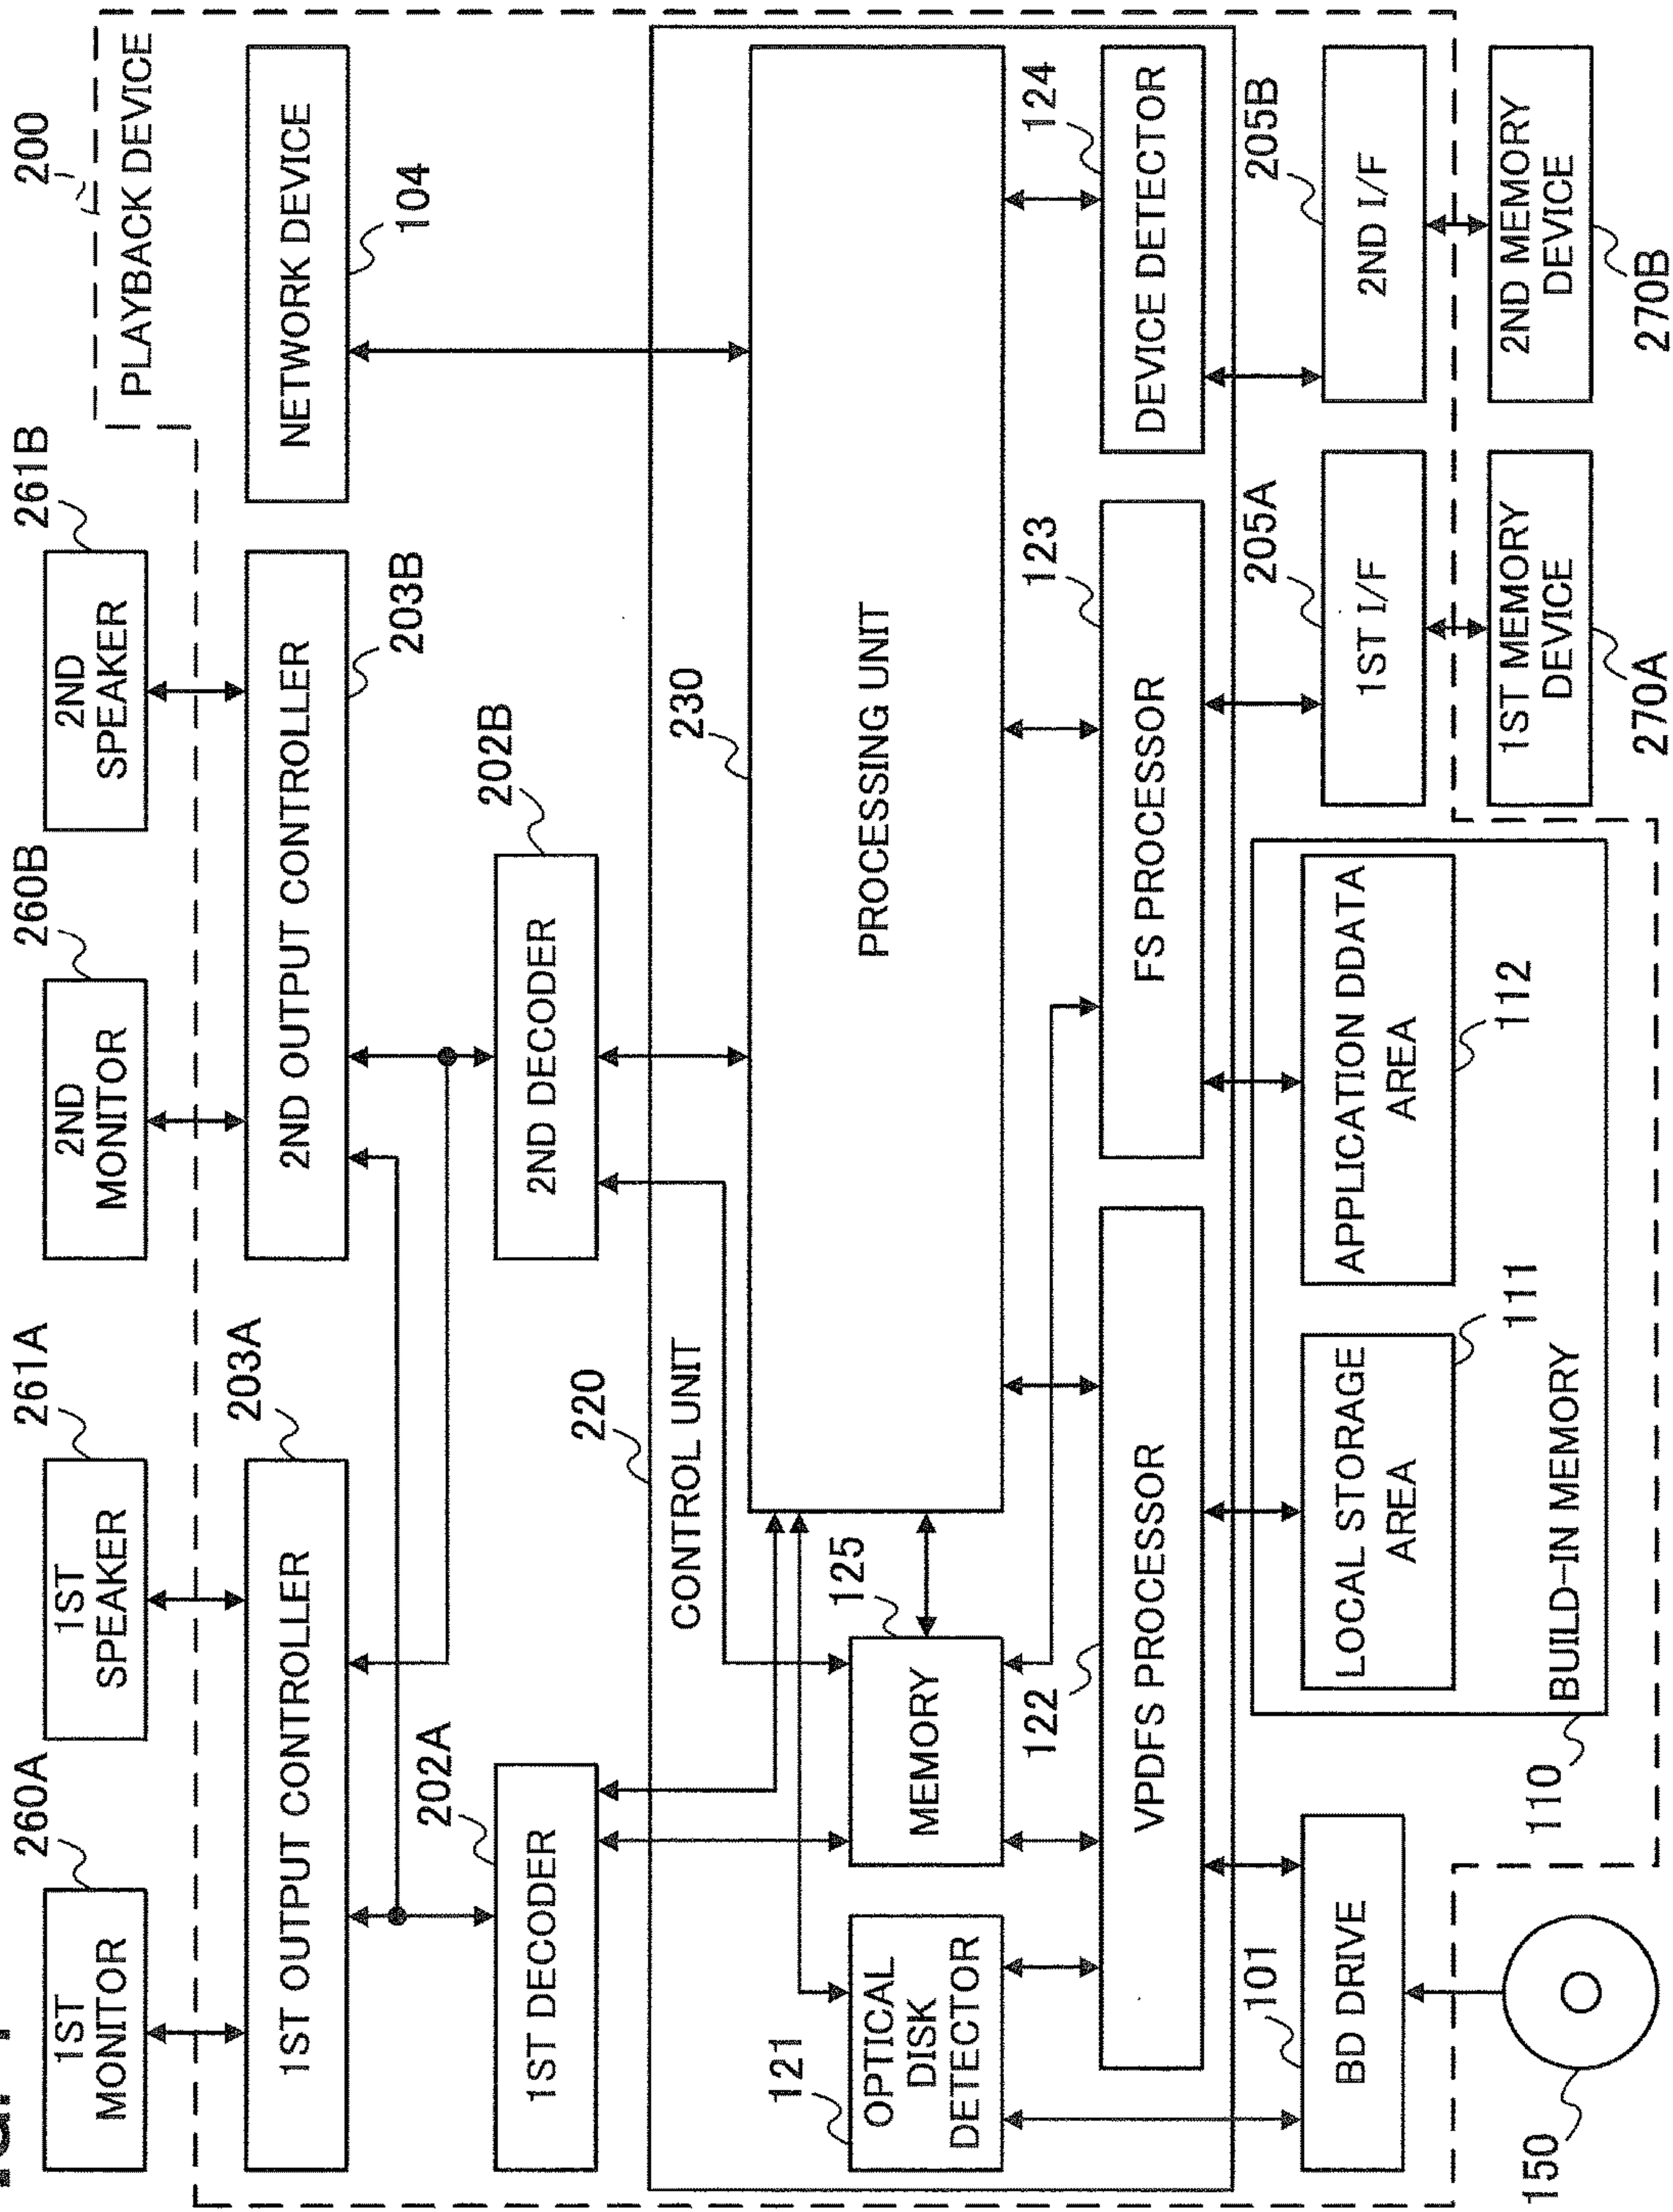 260A
1ST
MONITOR
261A
1ST
SPEAKER
260B
2ND
MONITOR
261B
2ND
SPEAKER
200
PLAYBACK DEVICE
203A
1ST OUTPUT CONTROLLER
2ND OUTPUT CONTROLLER
203B
NETWORK DEVICE
104
202A
1ST DECODER
202B
2ND DECODER
220
CONTROL UNIT
230
PROCESSING UNIT
121
OPTICAL
DISK
DETECTOR
125
MEMORY
122
VPDFS PROCESSOR
123
FS PROCESSOR
124
DEVICE DETECTOR
101
BD DRIVE
LOCAL STORAGE
AREA
111
APPLICATION DDATA
AREA
112
BUILD-IN MEMORY
110
205A
1ST I/F
205B
2ND I/F
1ST MEMORY
DEVICE
270A
2ND MEMORY
DEVICE
270B
150